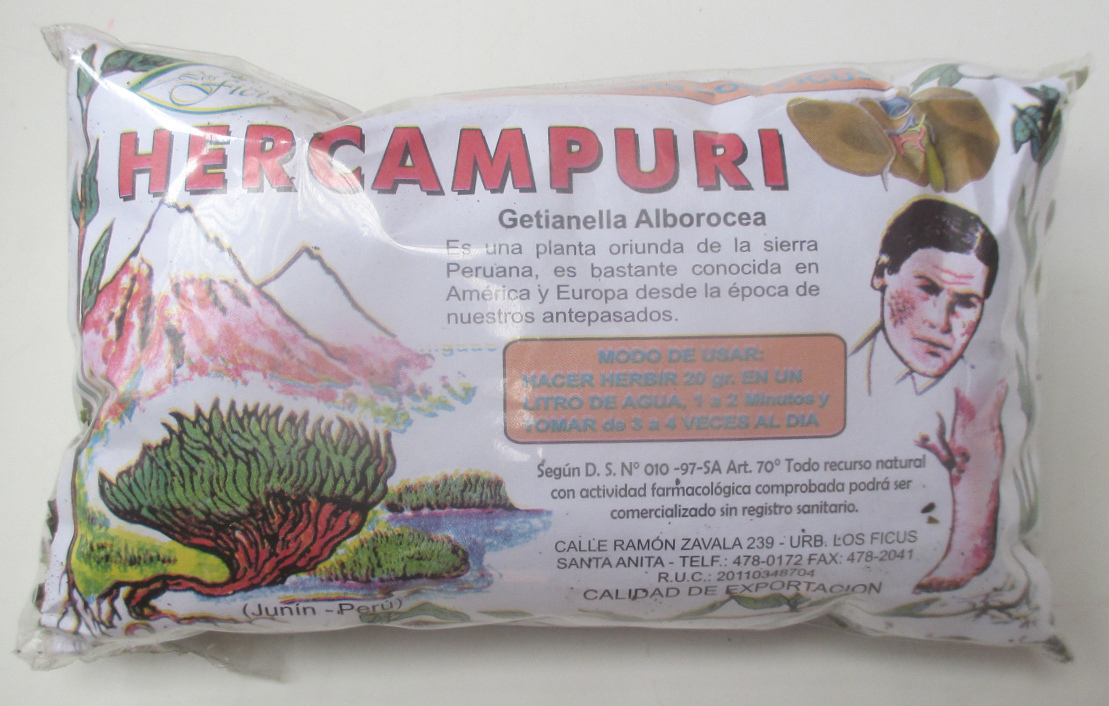 HERCAMPURI
Getianella Alborocea
Es una planta oriunda de la sierra
Peruana, es bastante conocida en
América y Europa desde la época de
nuestros antepasados.
MODO DE USAR:
HACER HERBIR 20 gr. EN UN
LITRO DE AGUA, 1 a 2 Minutos y
TOMAR de 3 a 4 VECES AL DIA
Según D. S. N° 010 -97-SA Art. 70° Todo recurso natural
con actividad farmacológica comprobada podrá ser
comercializado sin registro sanitario.
CALLE RAMÓN ZAVALA 239 - URB. LOS FICUS
SANTA ANITA - TELF.: 478-0172 FAX: 478-2041
R.U.C.: 20110348704
CALIDAD DE EXPORTACION
(Junín - Perú)